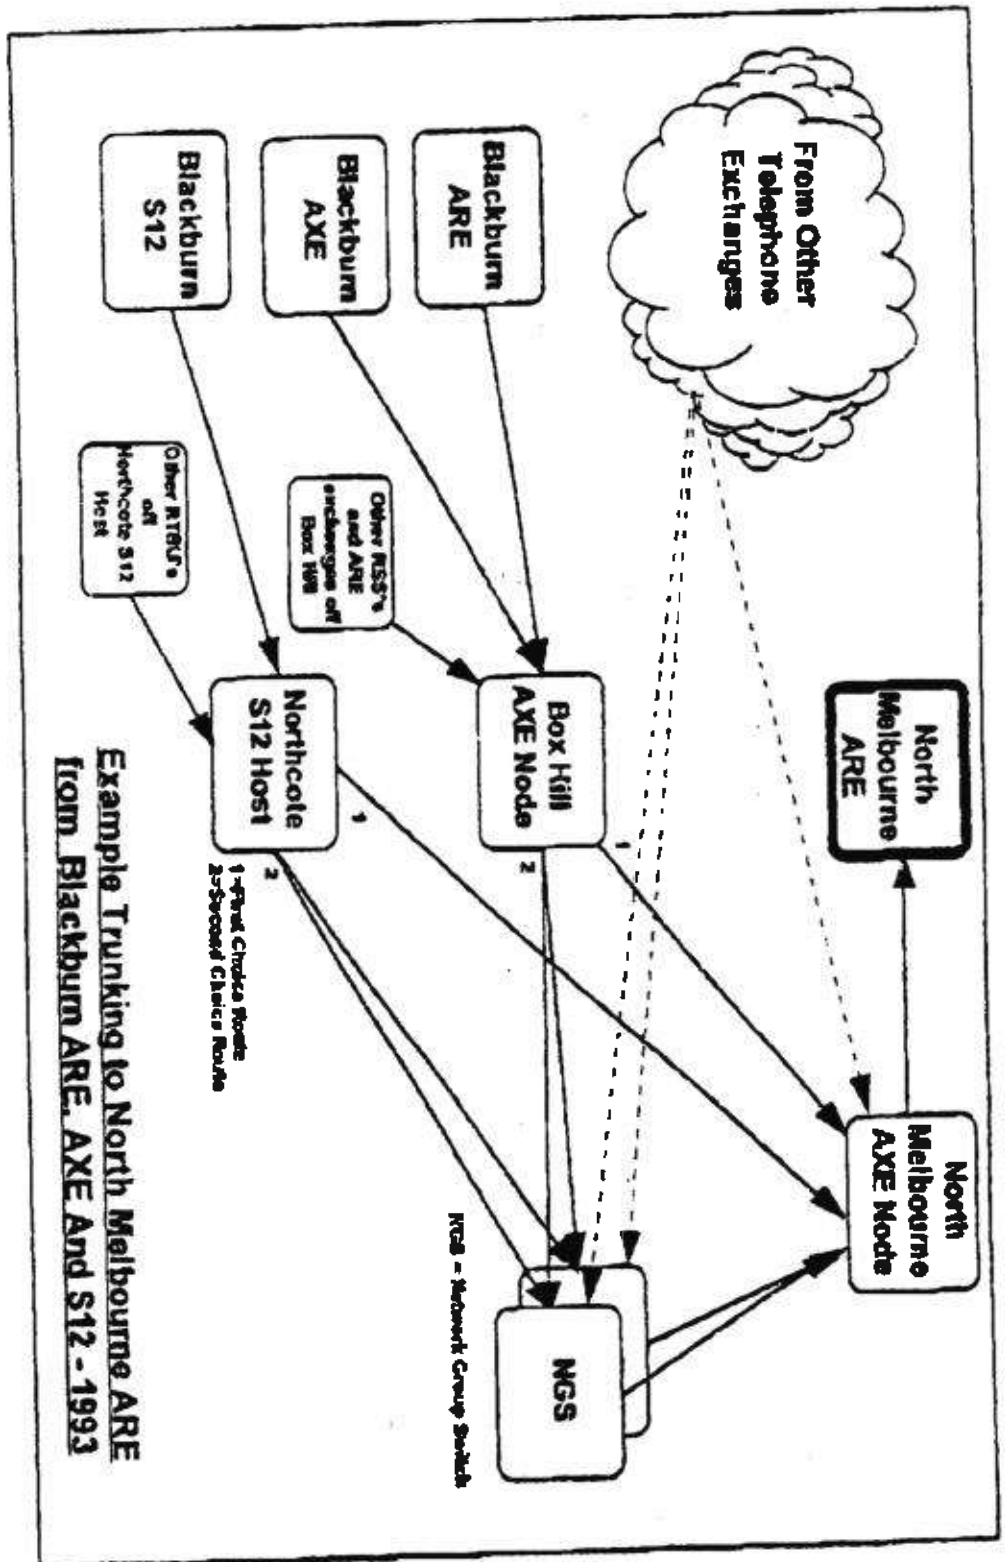 From Other
Telephone
Exchanges
North
Melbourne
ARE
North
Melbourne
AXE Node
Blackburn
ARE
Blackburn
AXE
Blackburn
S12
Other RSS's
and ARE
exchanges off
Box Hill
Box Hill
AXE Node
1
2
NGS
NGS = Network Group Switch
Other
off
Northcote S12
Host
Northcote
S12 Host
1
2
1=First Choice Route
2=Second Choice Route
Example Trunking to North Melbourne ARE
from Blackburn ARE, AXE And S12 - 1993